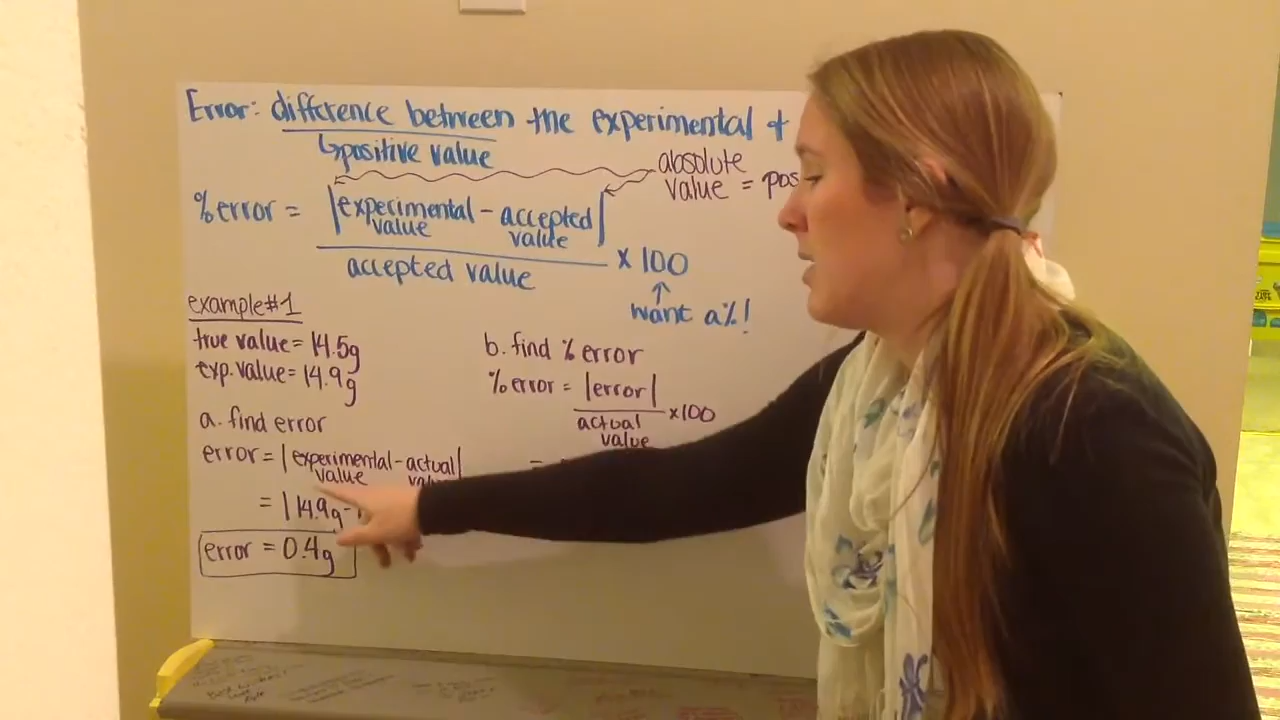 Error: difference between the experimental +
↳positive value
absolute
value = pos
% error = |experimental value - accepted value|
accepted value
x 100
↑
want a %!
example #1
true value = 14.5g
exp. value = 14.9g
a. find error
error = |experimental value - actual
= |14.9g -
error = 0.4g
b. find % error
% error = |error|
actual value
x100
=